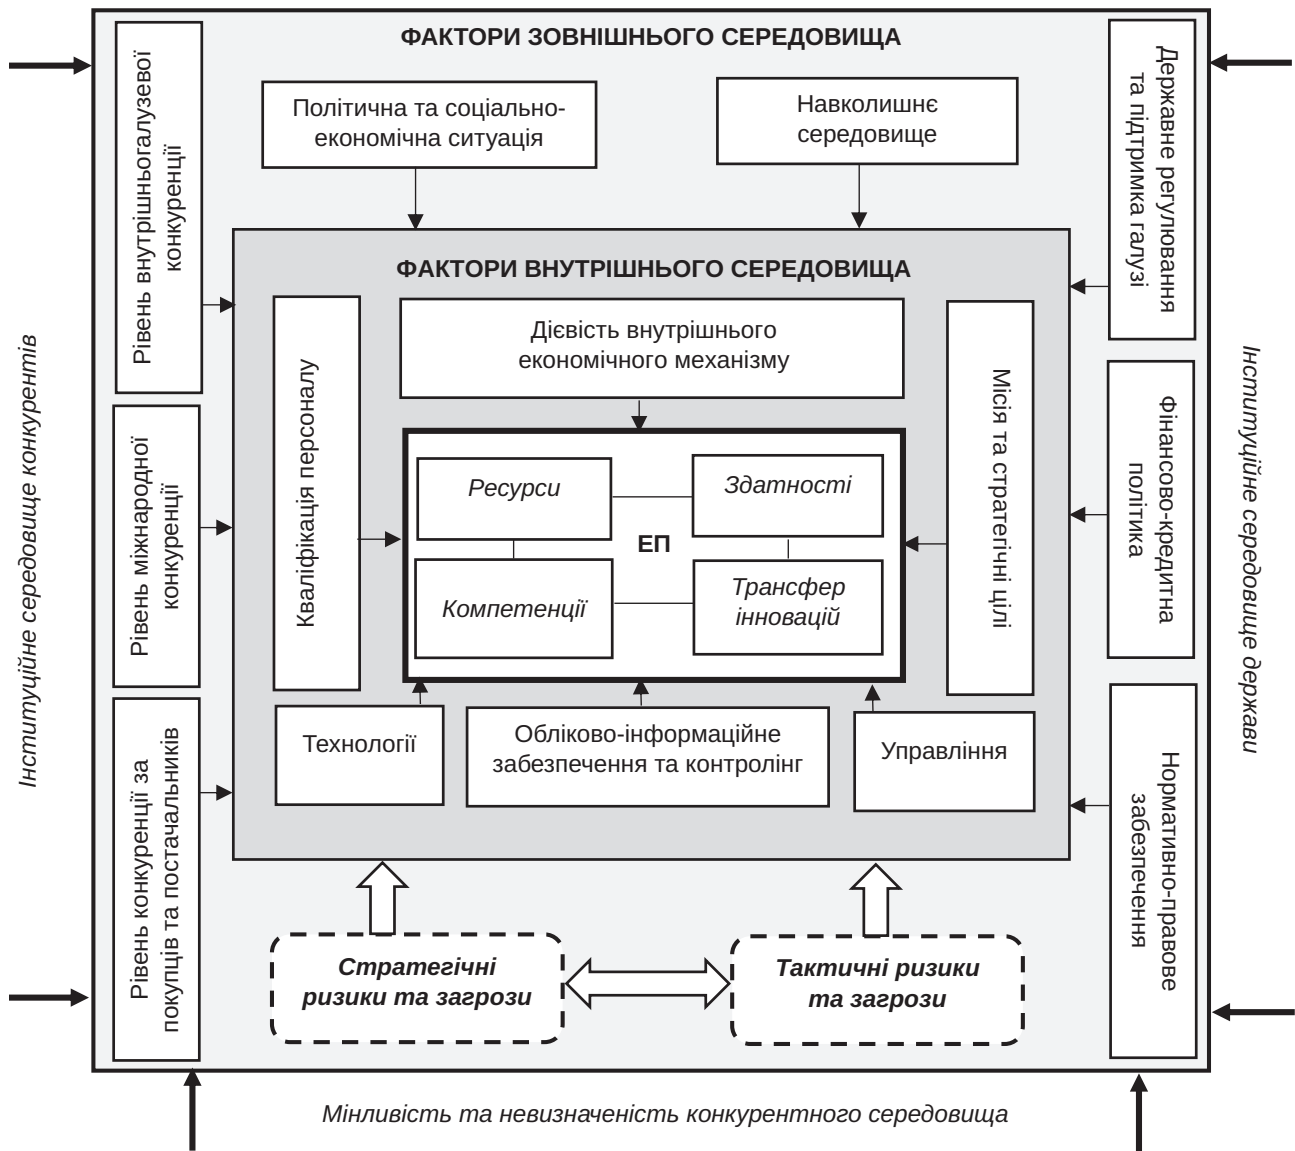 ФАКТОРИ ЗОВНІШНЬОГО СЕРЕДОВИЩА
Політична та соціально-
економічна ситуація
Навколишнє
середовище
Інституційне середовище конкурентів
Рівень внутрішньогалузевої
конкуренції
Рівень міжнародної
конкуренції
Рівень конкуренції за
покупців та постачальників
ФАКТОРИ ВНУТРІШНЬОГО СЕРЕДОВИЩА
Кваліфікація персоналу
Дієвість внутрішнього
економічного механізму
Ресурси
Здатності
ЕП
Компетенції
Трансфер
інновацій
Місія та стратегічні цілі
Технології
Обліково-інформаційне
забезпечення та контролінг
Управління
Державне регулювання
та підтримка галузі
Фінансово-кредитна
політика
Нормативно-правове
забезпечення
Інституційне середовище держави
Стратегічні
ризики та загрози
Тактичні ризики
та загрози
Мінливість та невизначеність конкурентного середовища